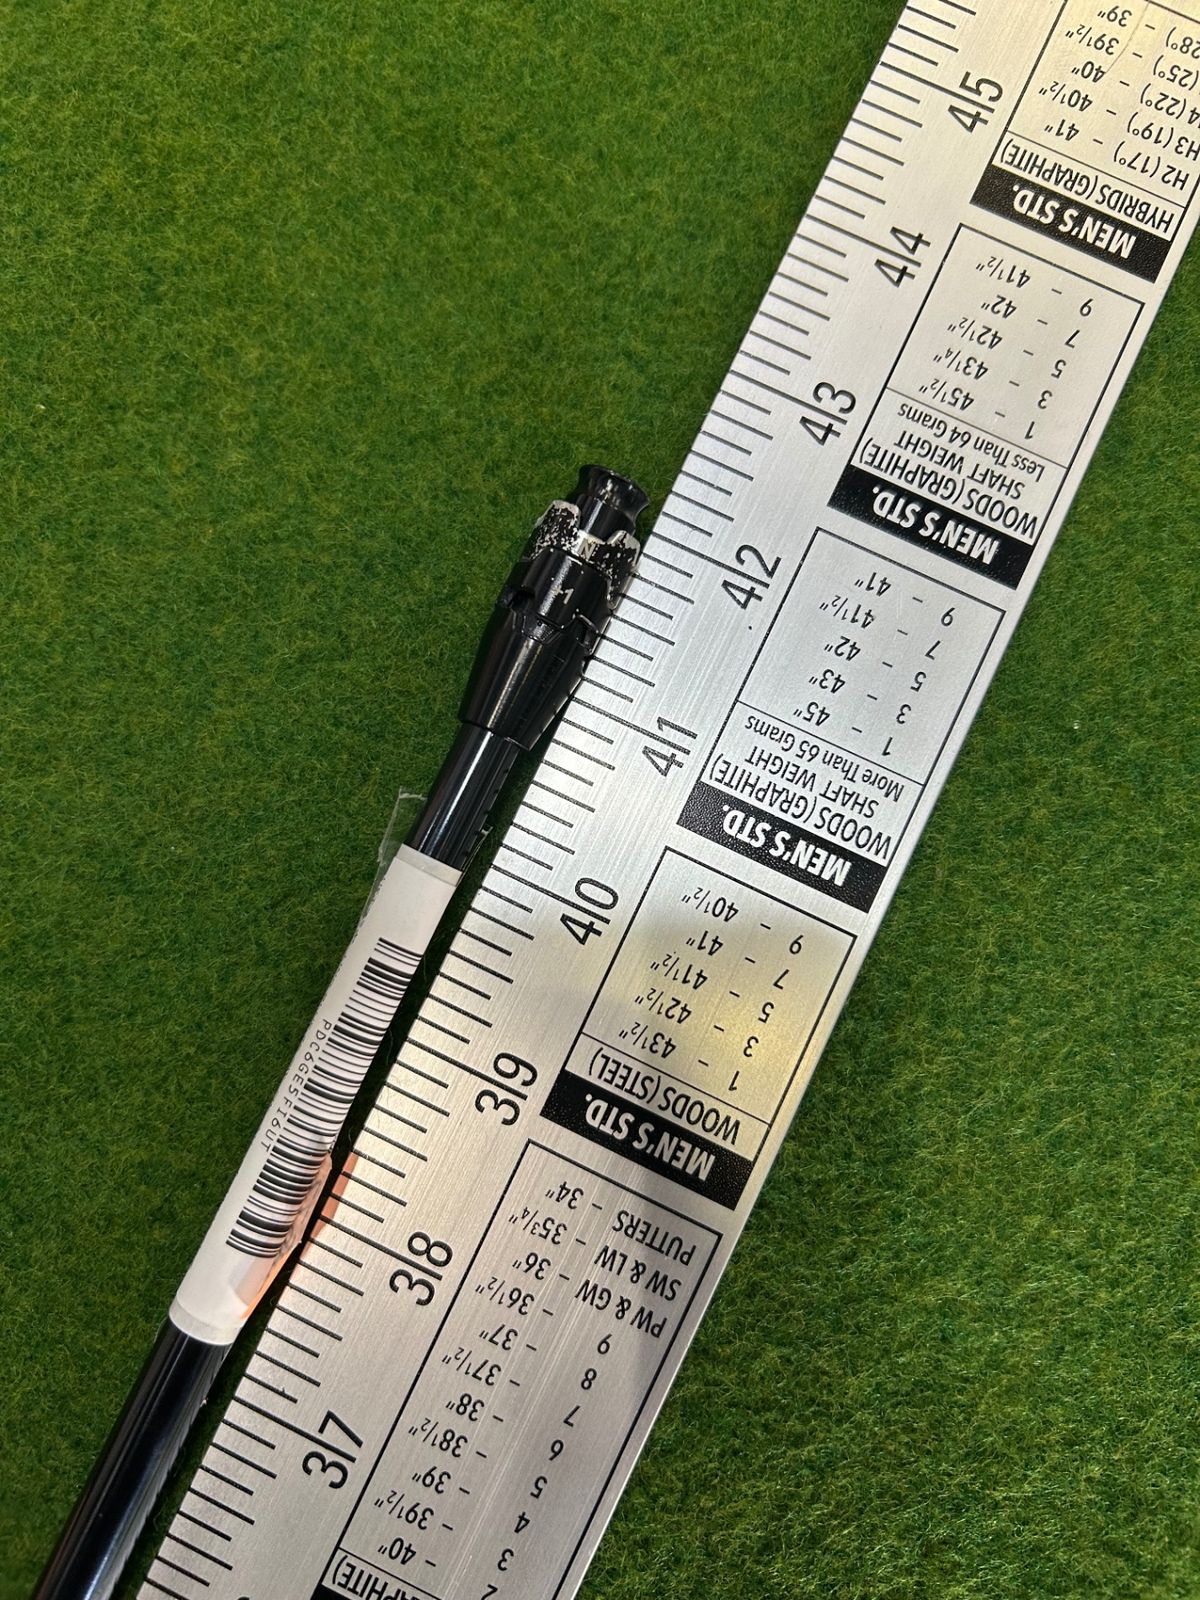 2 – 40"
3 – 39½"
4 – 39"
5 – 38½"
6 – 38"
7 – 37½"
8 – 37"
9 – 36½"
PW & GW – 36"
SW & LW – 35¾"
PUTTERS – 34"
MEN'S STD.
WOODS (STEEL)
1 – 43½"
3 – 42½"
5 – 41½"
7 – 41"
9 – 40½"
MEN'S STD.
WOODS (GRAPHITE)
SHAFT WEIGHT
More Than 65 Grams
1 – 45"
3 – 43"
5 – 42"
7 – 41½"
9 – 41"
MEN'S STD.
WOODS (GRAPHITE)
SHAFT WEIGHT
Less Than 64 Grams
1 – 45½"
3 – 43¼"
5 – 42½"
7 – 42"
9 – 41½"
MEN'S STD.
HYBRIDS (GRAPHITE)
H2 (17°) – 41"
H3 (19°) – 40½"
(22°) – 40"
(25°) – 39½"
28°) – 39"
37
38
39
40
41
42
43
44
45
N
+1
PDC6GESFI6UT